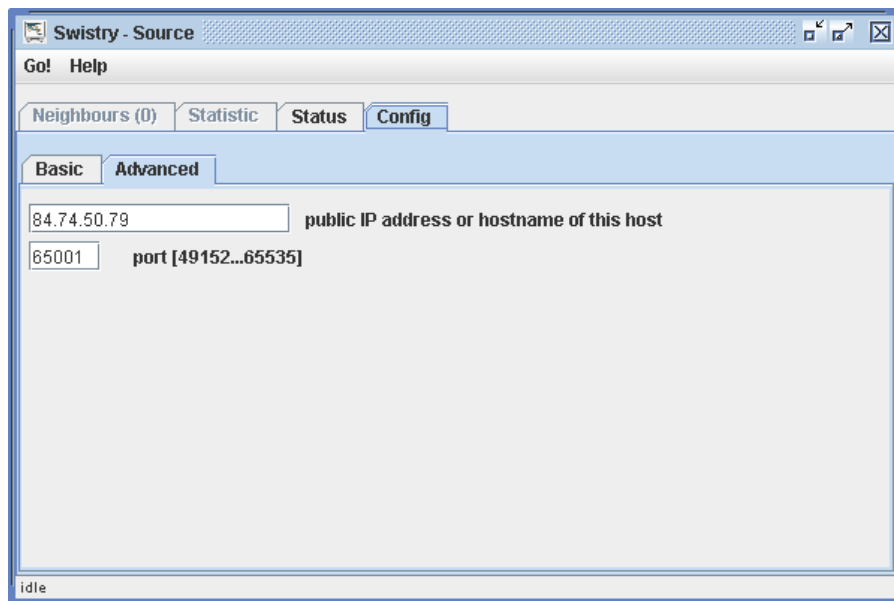 Swistry - Source
Go! Help
Neighbours (0) Statistic Status Config
Basic Advanced
84.74.50.79 public IP address or hostname of this host
65001 port [49152...65535]
idle